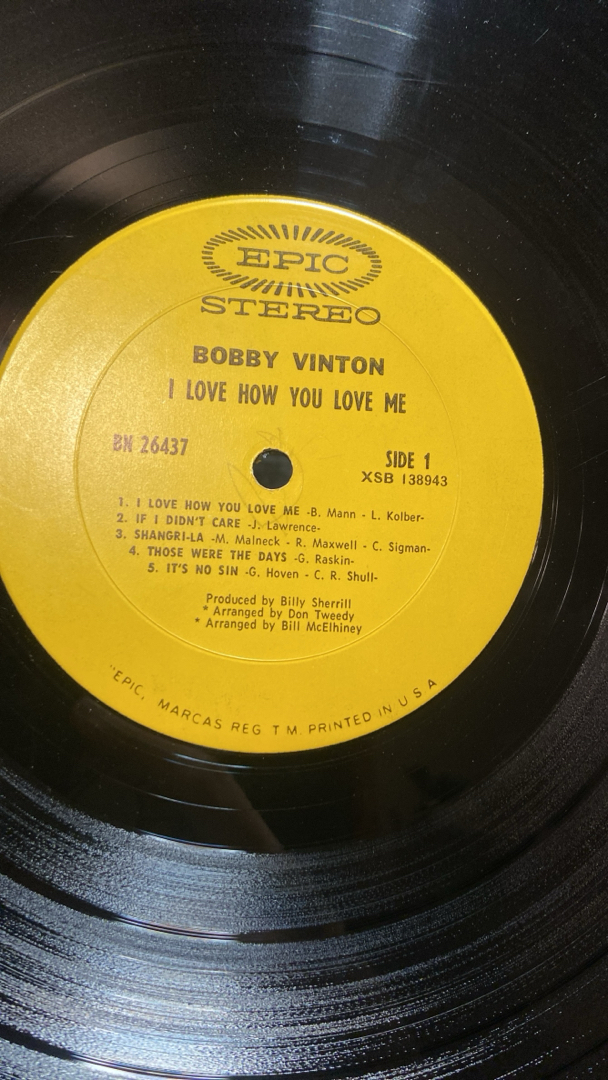 EPIC
STEREO
BOBBY VINTON
I LOVE HOW YOU LOVE ME
BN 26437
SIDE 1
XSB 138943
1. I LOVE HOW YOU LOVE ME -B. Mann - L. Kolber-
2. IF I DIDN'T CARE -J. Lawrence-
3. SHANGRI-LA -M. Malneck - R. Maxwell - C. Sigman-
4. THOSE WERE THE DAYS -G. Raskin-
5. IT'S NO SIN -G. Hoven - C. R. Shull-
Produced by Billy Sherrill
* Arranged by Don Tweedy
* Arranged by Bill McElhiney
"EPIC, MARCAS REG T M. PRINTED IN U S A